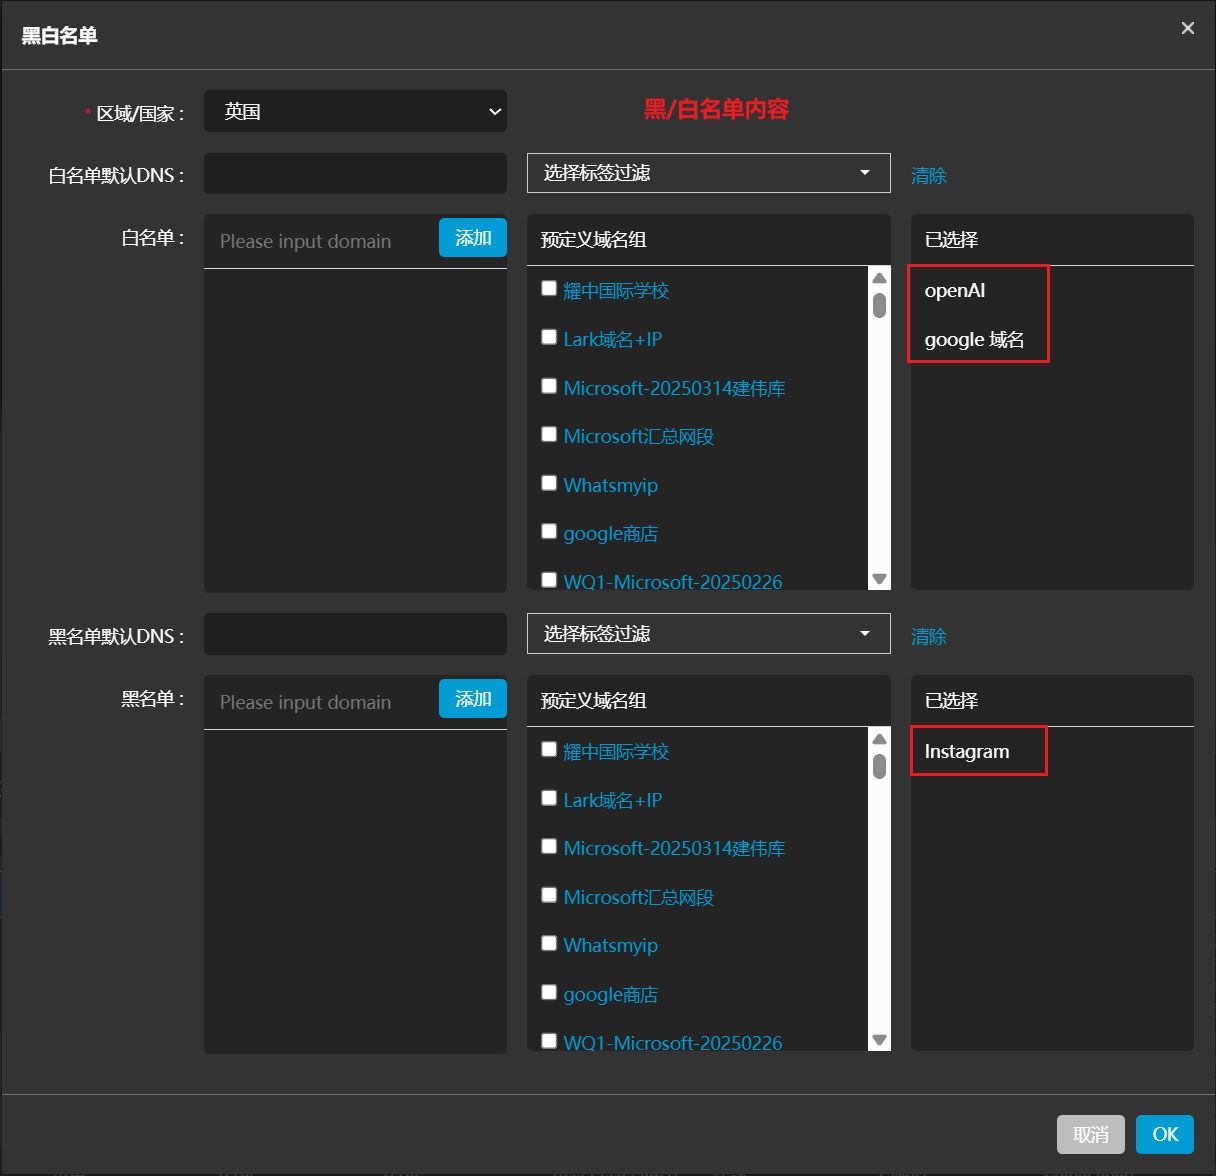 黑白名单
* 区域/国家 : 英国
黑/白名单内容
白名单默认DNS :
选择标签过滤
清除
白名单 :
Please input domain
添加
预定义域名组
耀中国际学校
Lark域名+IP
Microsoft-20250314建伟库
Microsoft汇总网段
Whatsmyip
google商店
WQ1-Microsoft-20250226
已选择
openAI
google 域名
黑名单默认DNS :
选择标签过滤
清除
黑名单 :
Please input domain
添加
预定义域名组
耀中国际学校
Lark域名+IP
Microsoft-20250314建伟库
Microsoft汇总网段
Whatsmyip
google商店
WQ1-Microsoft-20250226
已选择
Instagram
取消
OK